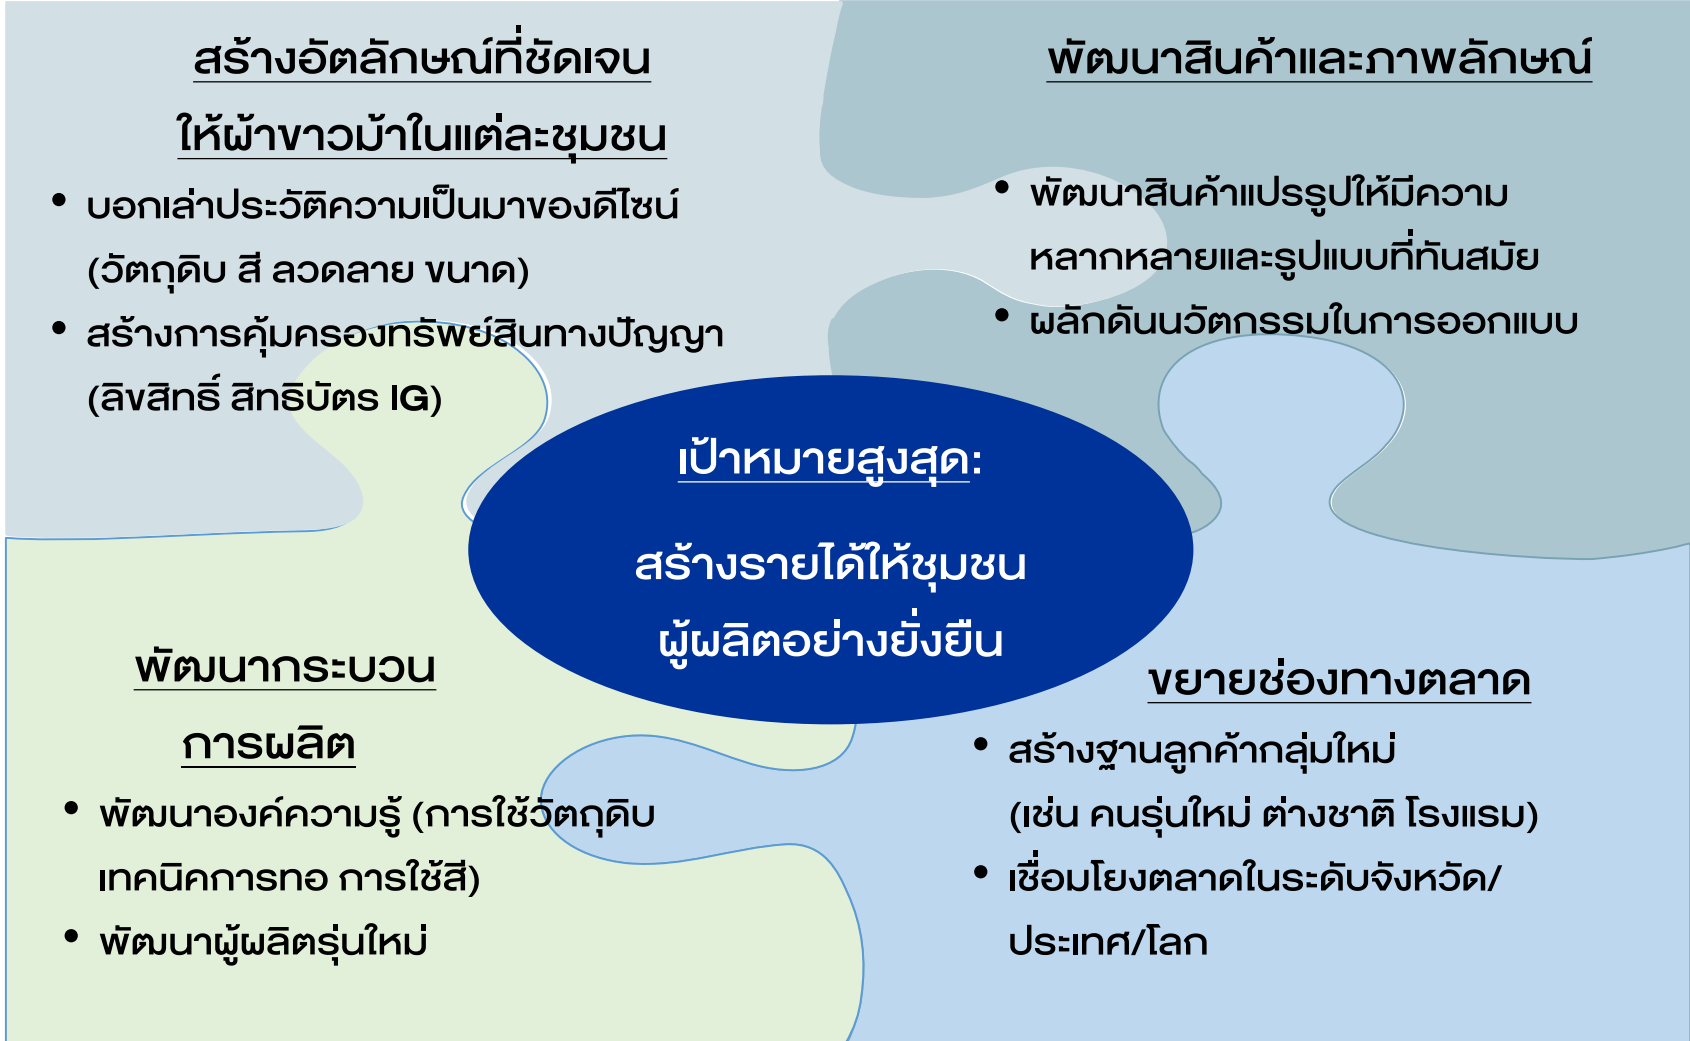 สร้างอัตลักษณ์ที่ชัดเจน
ให้ผ้าขาวม้าในแต่ละชุมชน
• บอกเล่าประวัติความเป็นมาของดีไซน์
(วัตถุดิบ สี ลวดลาย ขนาด)
• สร้างการคุ้มครองทรัพย์สินทางปัญญา
(ลิขสิทธิ์ สิทธิบัตร IG)
พัฒนาสินค้าและภาพลักษณ์
• พัฒนาสินค้าแปรรูปให้มีความ
หลากหลายและรูปแบบที่ทันสมัย
• ผลักดันนวัตกรรมในการออกแบบ
เป้าหมายสูงสุด:
สร้างรายได้ให้ชุมชน
ผู้ผลิตอย่างยั่งยืน
พัฒนากระบวน
การผลิต
• พัฒนาองค์ความรู้ (การใช้วัตถุดิบ
เทคนิคการทอ การใช้สี)
• พัฒนาผู้ผลิตรุ่นใหม่
ขยายช่องทางตลาด
• สร้างฐานลูกค้ากลุ่มใหม่
(เช่น คนรุ่นใหม่ ต่างชาติ โรงแรม)
• เชื่อมโยงตลาดในระดับจังหวัด/
ประเทศ/โลก